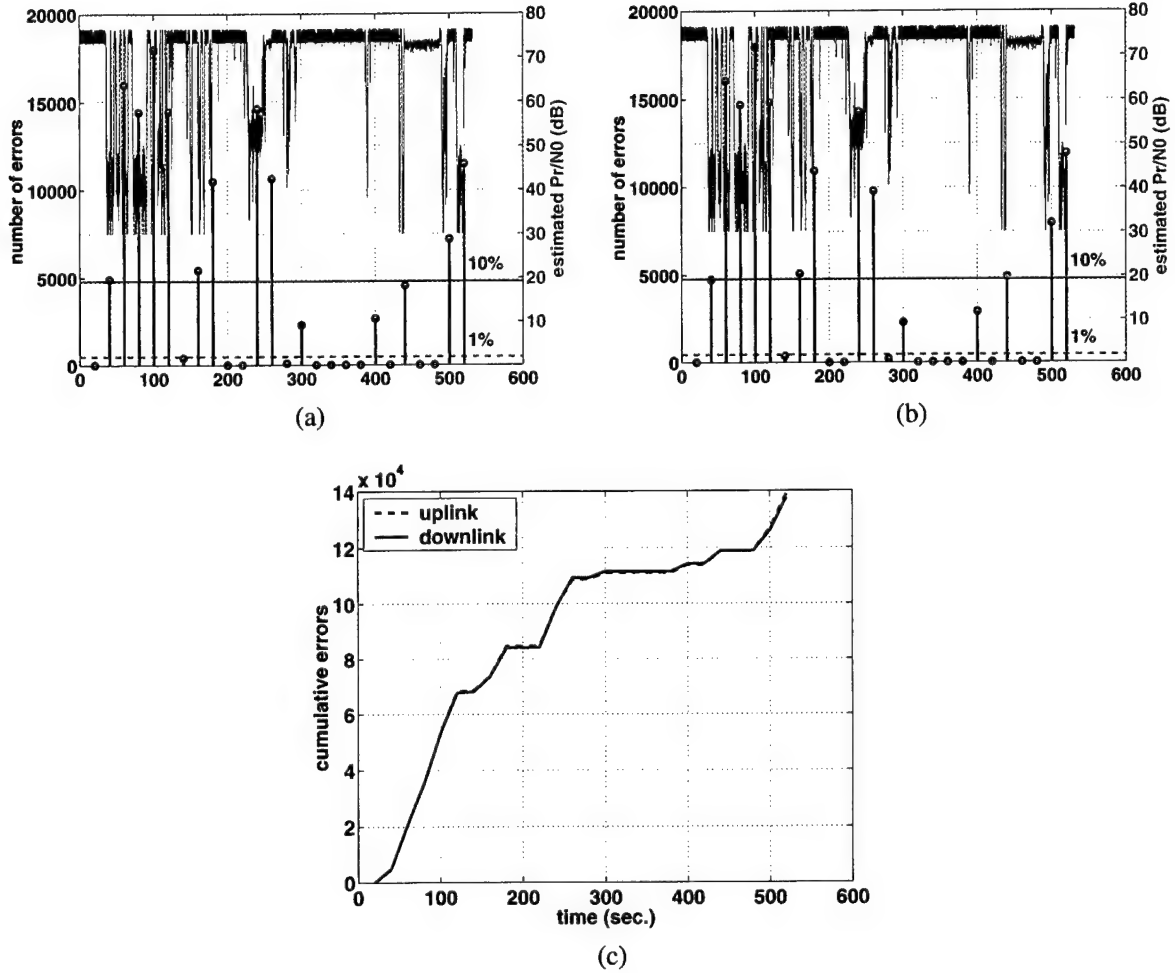 20000
15000
10000
5000
0
number of errors
80
70
60
50
40
30
20
10
estimated Pr/N0 (dB)
10%
1%
0 100 200 300 400 500 600
(a)
20000
15000
10000
5000
0
number of errors
80
70
60
50
40
30
20
10
estimated Pr/N0 (dB)
10%
1%
0 100 200 300 400 500 600
(b)
x 10^4
14
12
10
8
6
4
2
0
cumulative errors
uplink
downlink
0 100 200 300 400 500 600
time (sec.)
(c)